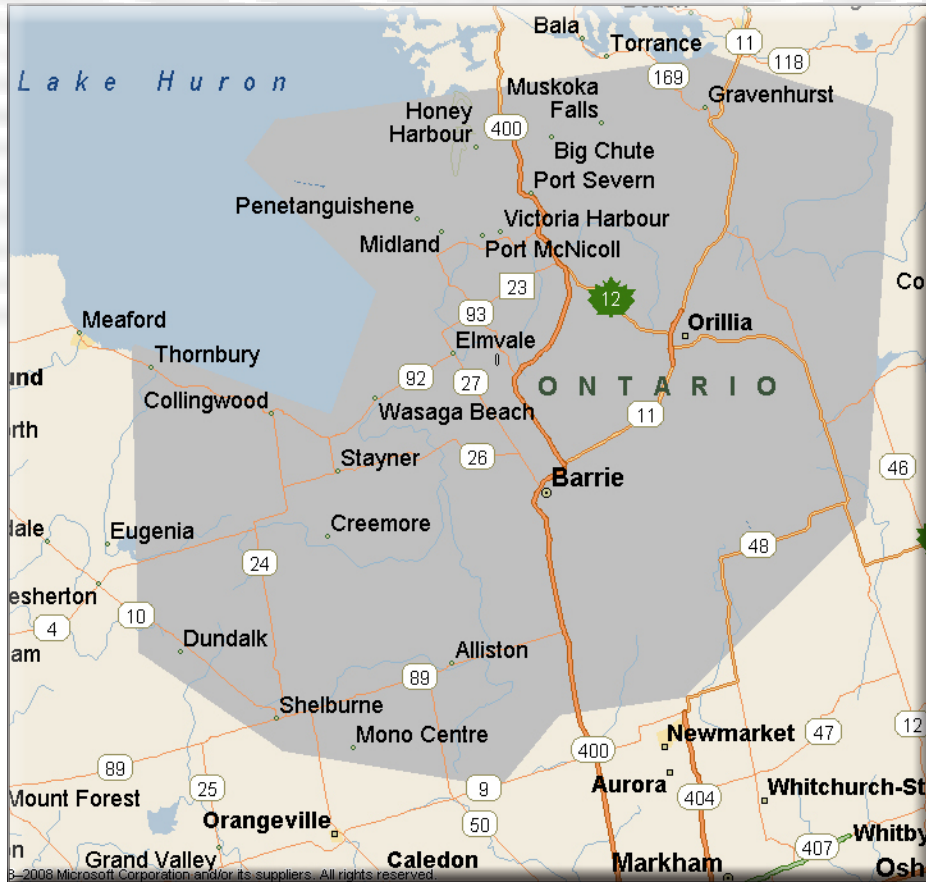 Bala
Torrance
11
118
169
Lake Huron
Muskoka
Falls
Gravenhurst
Honey
Harbour
400
Big Chute
Port Severn
Penetanguishene
Victoria Harbour
Midland
Port McNicoll
Co
23
12
93
Meaford
Orillia
Elmvale
Thornbury
und
92
27
ONTARIO
Collingwood
Wasaga Beach
11
rth
Stayner
26
46
Barrie
Creemore
dale
Eugenia
48
24
esherton
10
4
Dundalk
am
Alliston
89
Shelburne
Mono Centre
Newmarket
47
12
400
89
Aurora
9
25
404
Whitchurch-St
Mount Forest
Orangeville
50
Whitby
407
on
Grand Valley
Caledon
Markham
Osh
–2008 Microsoft Corporation and/or its suppliers. All rights reserved.